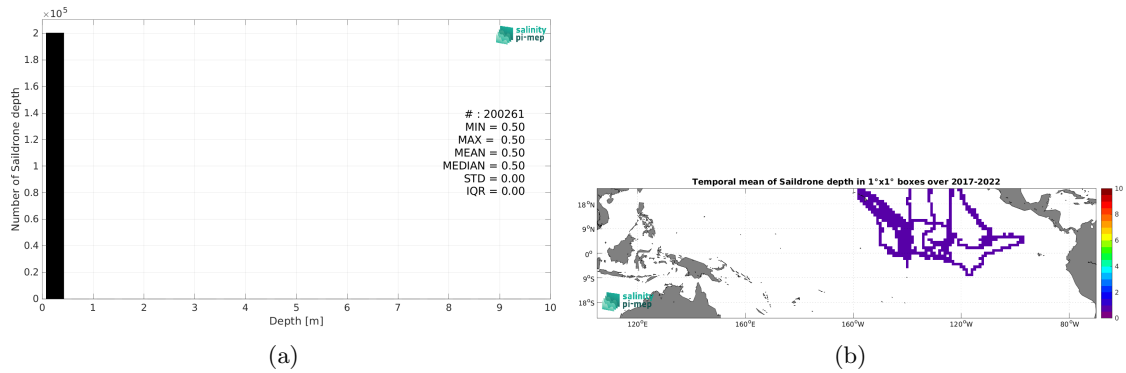 ×10⁵
2
1.8
1.6
1.4
1.2
1
0.8
0.6
0.4
0.2
0
Number of Saildrone depth
0 1 2 3 4 5 6 7 8 9 10
Depth [m]
salinity
pi-mep
# : 200261
MIN = 0.50
MAX = 0.50
MEAN = 0.50
MEDIAN = 0.50
STD = 0.00
IQR = 0.00
(a)
Temporal mean of Saildrone depth in 1°x1° boxes over 2017-2022
18°N
9°N
0°
9°S
18°S
120°E 160°E 160°W 120°W 80°W
salinity
pi-mep
10
8
6
4
2
0
(b)